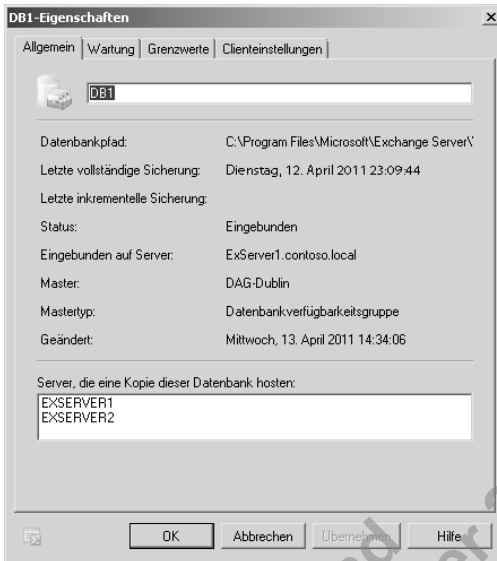 DB1-Eigenschaften
Allgemein
Wartung
Grenzwerte
Clienteinstellungen
DB1
Datenbankpfad: C:\Program Files\Microsoft\Exchange Server\
Letzte vollständige Sicherung: Dienstag, 12. April 2011 23:09:44
Letzte inkrementelle Sicherung:
Status: Eingebunden
Eingebunden auf Server: ExServer1.contoso.local
Master: DAG-Dublin
Mastertyp: Datenbankverfügbarkeitsgruppe
Geändert: Mittwoch, 13. April 2011 14:34:06
Server, die eine Kopie dieser Datenbank hosten:
EXSERVER1
EXSERVER2
OK
Abbrechen
Übernehmen
Hilfe